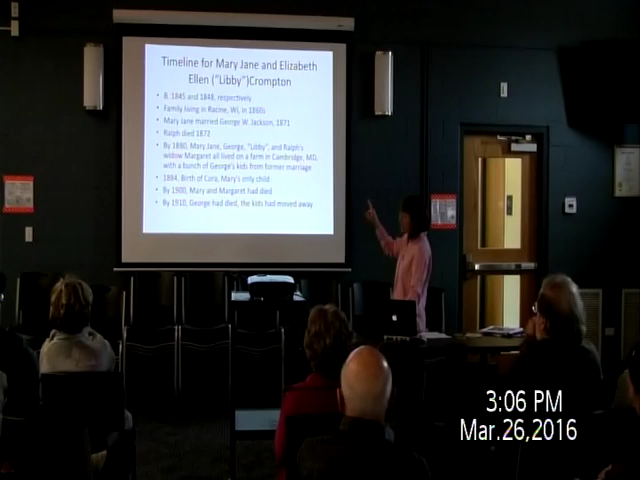 Timeline for Mary Jane and Elizabeth
Ellen ("Libby")Crompton
• B. 1845 and 1848, respectively
• Family living in Racine, WI, in 1860s
• Mary Jane married George W. Jackson, 1871
• Ralph died 1872
• By 1880, Mary Jane, George, "Libby", and Ralph's
widow Margaret all lived on a farm in Cambridge, MD,
with a bunch of George's kids from former marriage
• 1884, Birth of Cora, Mary's only child
• By 1900, Mary and Margaret had died
• By 1910, George had died, the kids had moved away
3:06 PM
Mar.26,2016